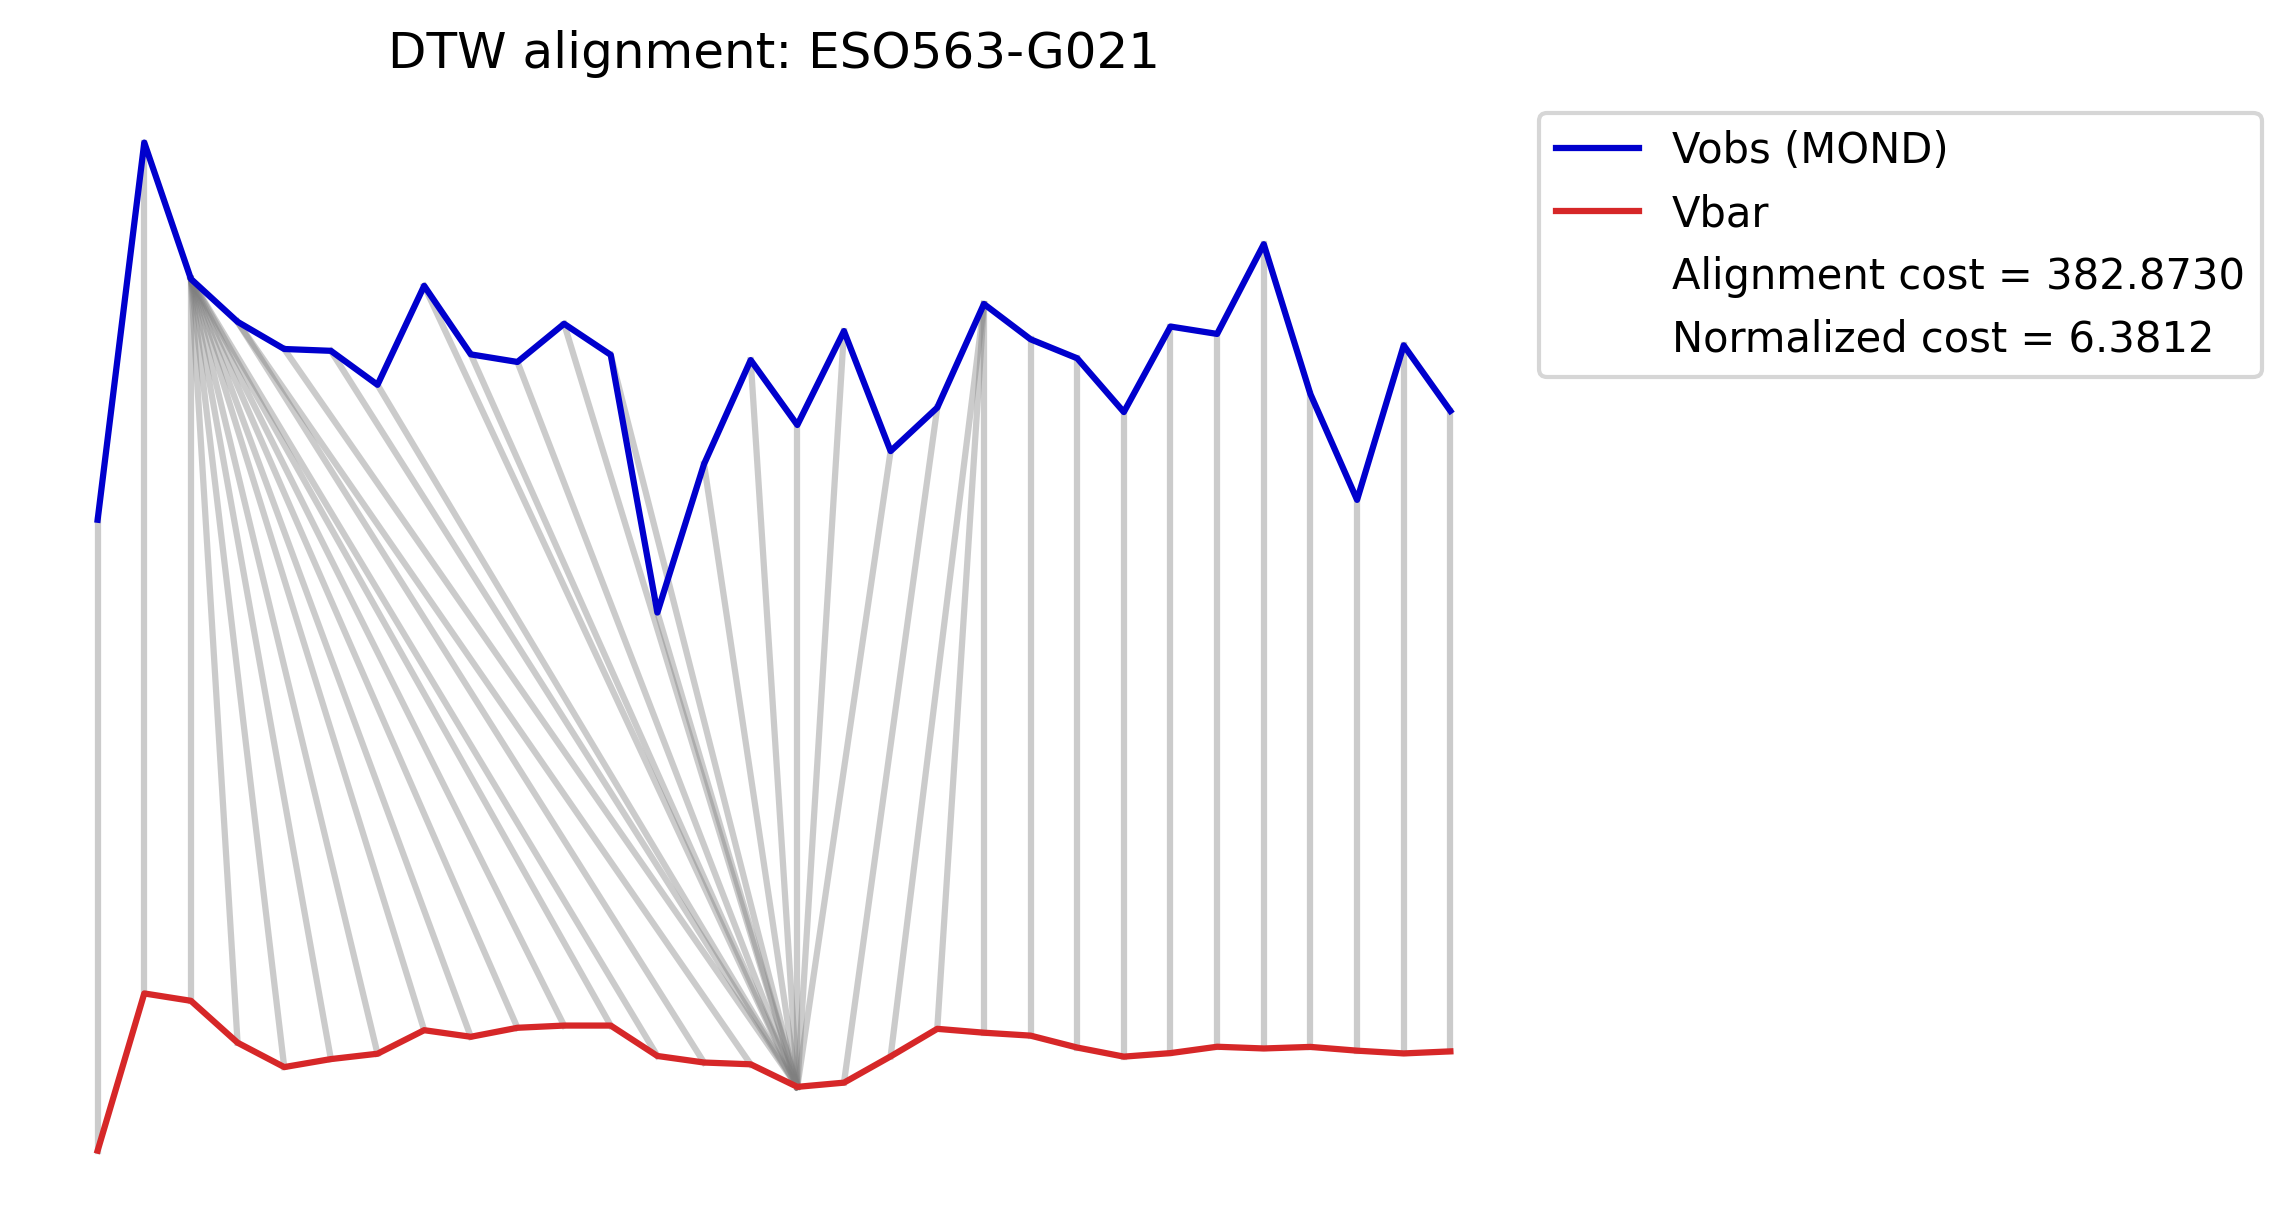 DTW alignment: ESO563-G021
Vobs (MOND)
Vbar
Alignment cost = 382.8730
Normalized cost = 6.3812